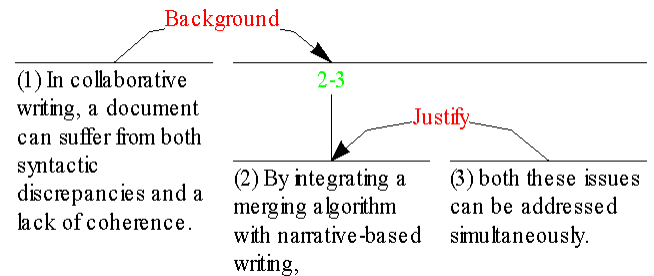 Background
2-3
Justify
(1) In collaborative
writing, a document
can suffer from both
syntactic
discrepancies and a
lack of coherence.
(2) By integrating a
merging algorithm
with narrative-based
writing,
(3) both these issues
can be addressed
simultaneously.